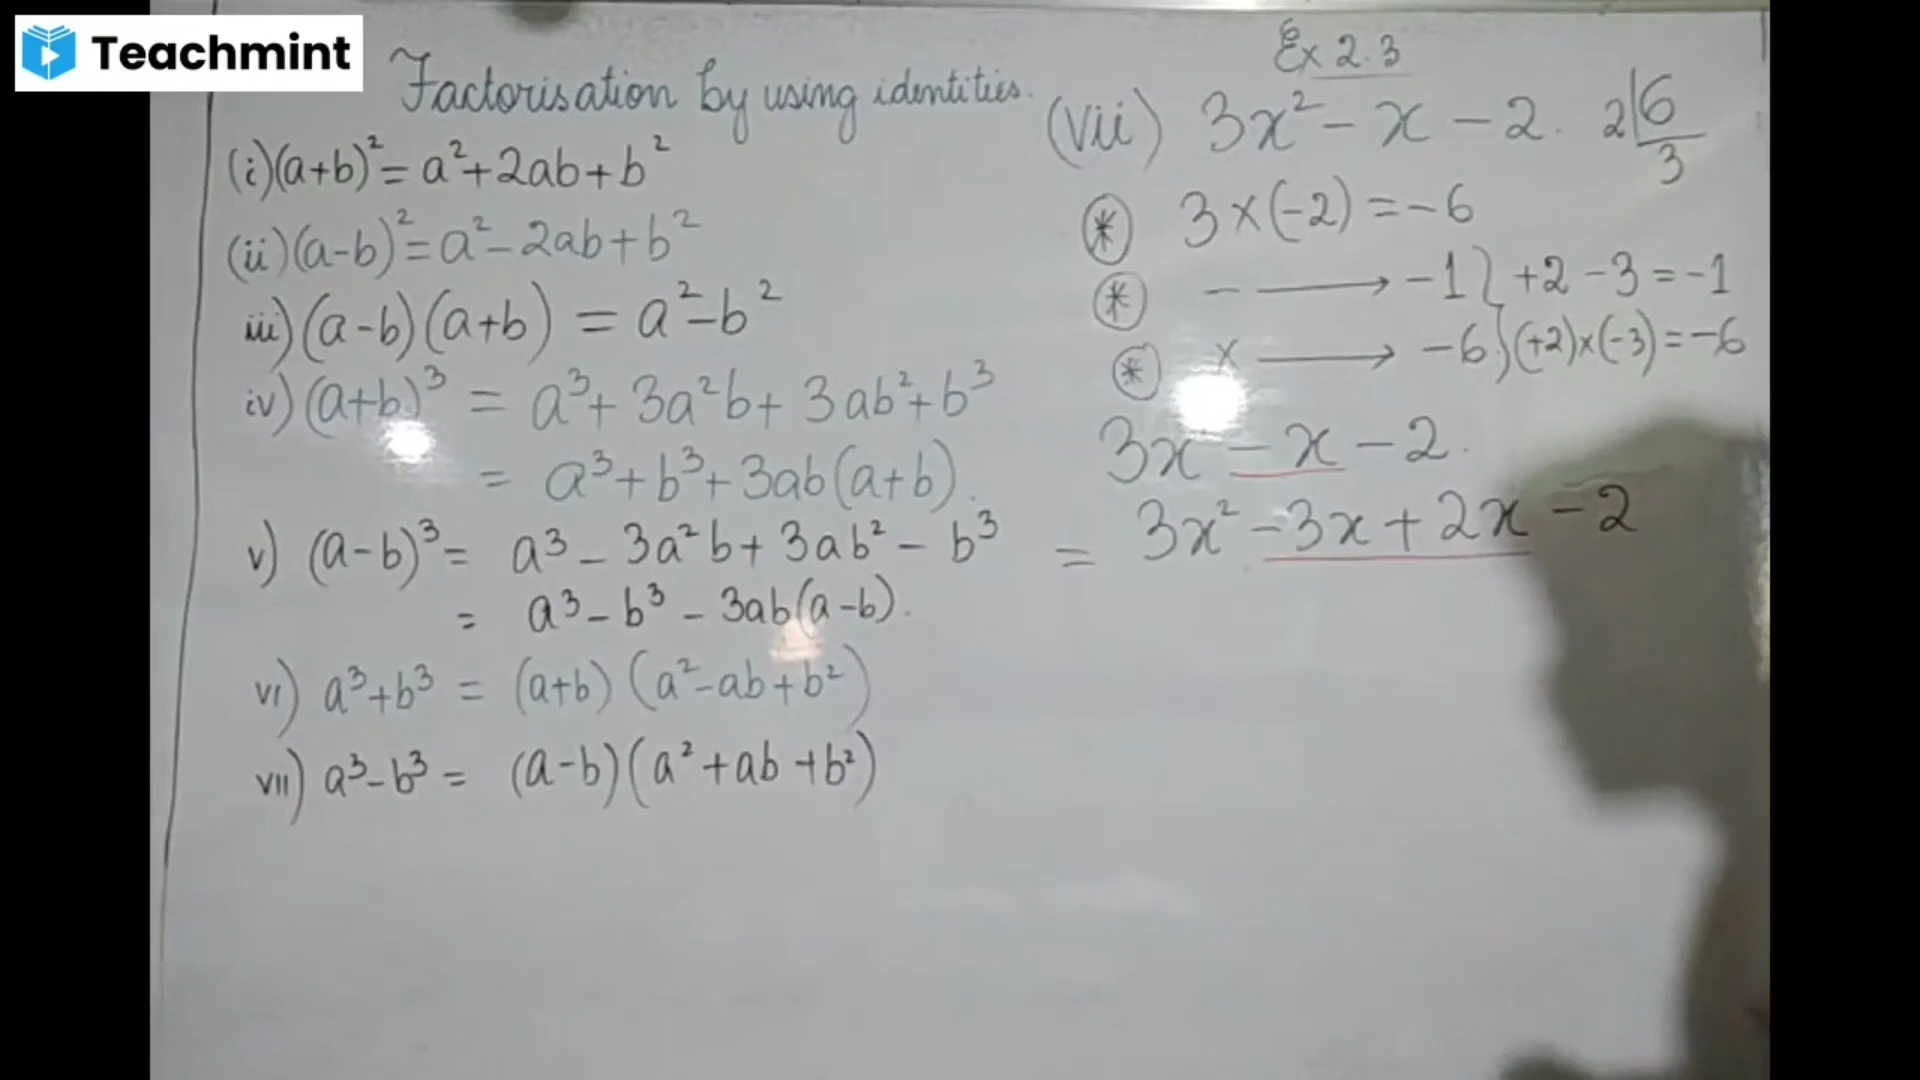 Teachmint
Factorisation by using identities.
(i) (a+b)² = a²+2ab+b²
(ii) (a-b)² = a²-2ab+b²
iii) (a-b)(a+b) = a²-b²
iv) (a+b)³ = a³+3a²b+3ab²+b³
= a³+b³+3ab(a+b).
v) (a-b)³ = a³-3a²b+3ab²-b³
= a³-b³-3ab(a-b).
vi) a³+b³ = (a+b)(a²-ab+b²)
vii) a³-b³ = (a-b)(a²+ab+b²)
Ex 2.3
(vii) 3x²-x-2. 2|6
3
* 3×(-2)=-6
* - → -1 } +2-3=-1
* × → -6 } (+2)×(-3)=-6
3x-x-2.
= 3x²-3x+2x-2